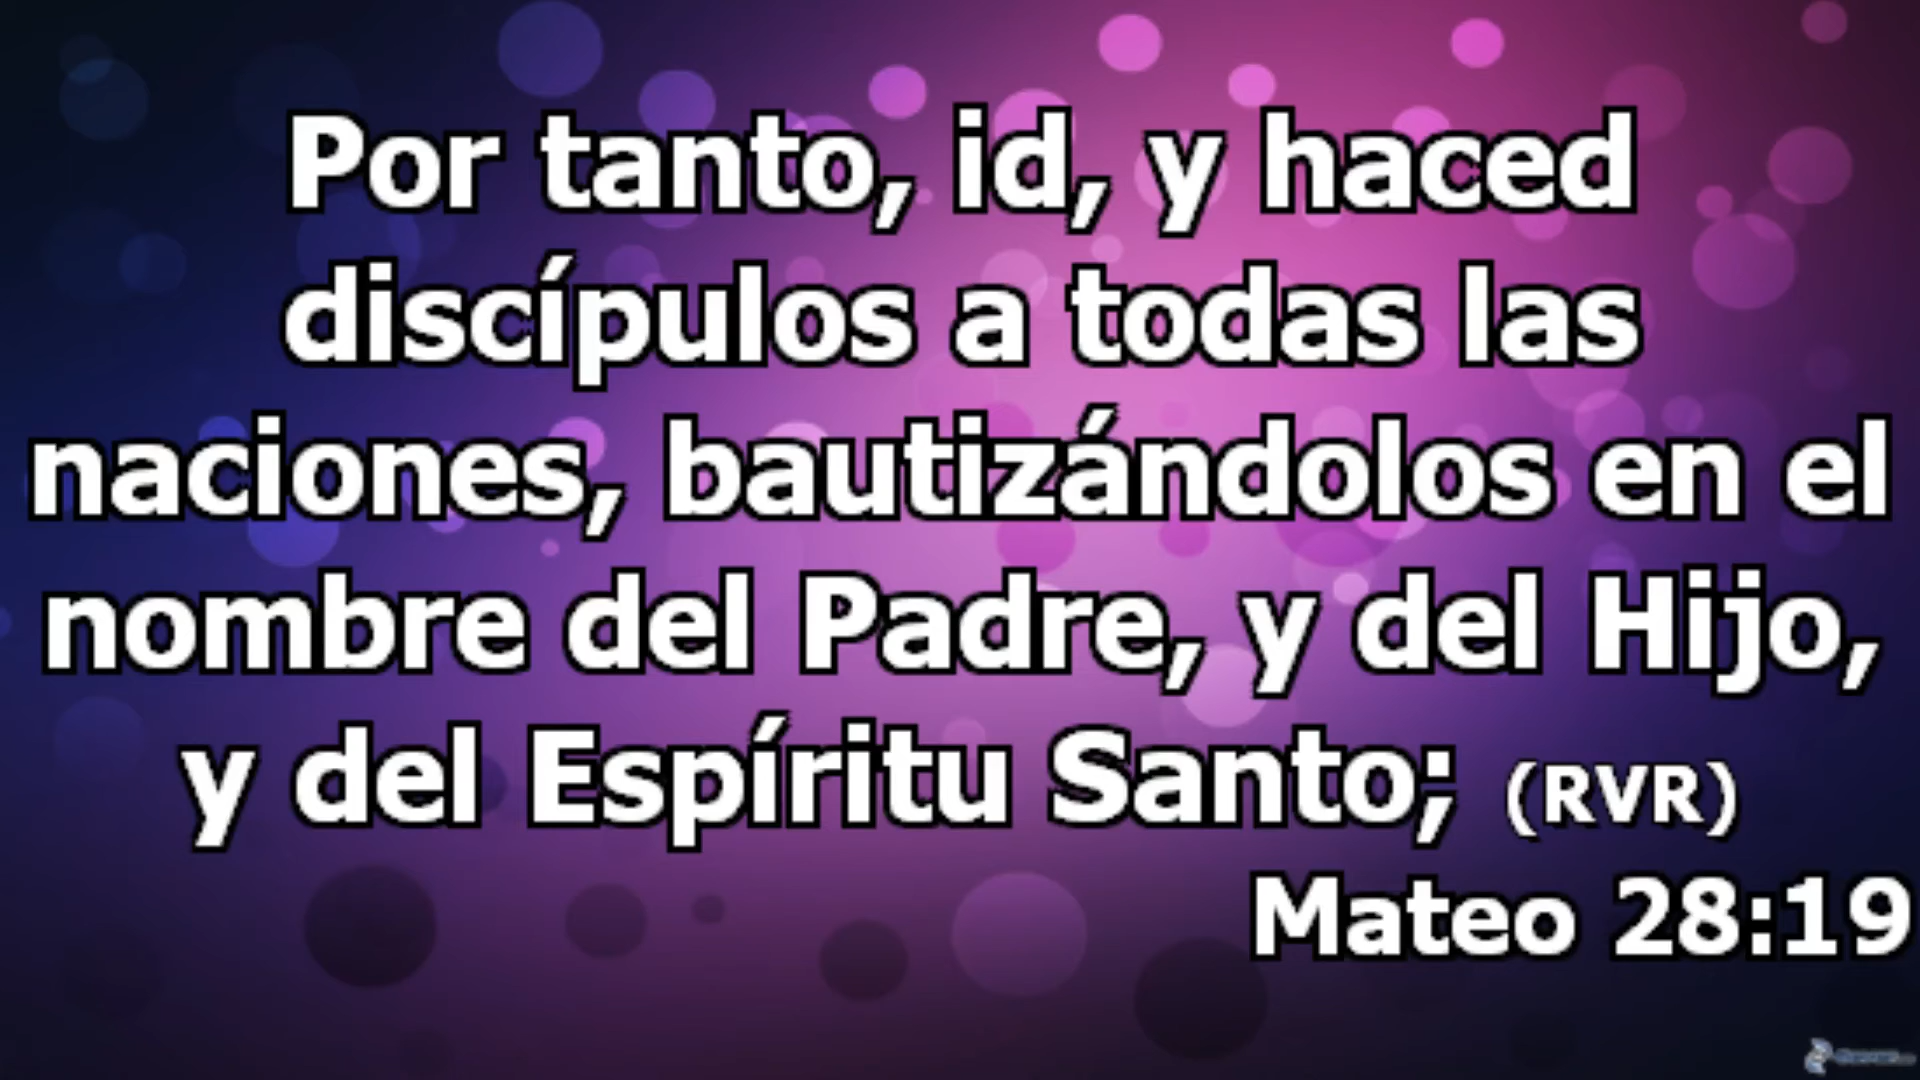 Por tanto, id, y haced
discípulos a todas las
naciones, bautizándolos en el
nombre del Padre, y del Hijo,
y del Espíritu Santo; (RVR)
Mateo 28:19